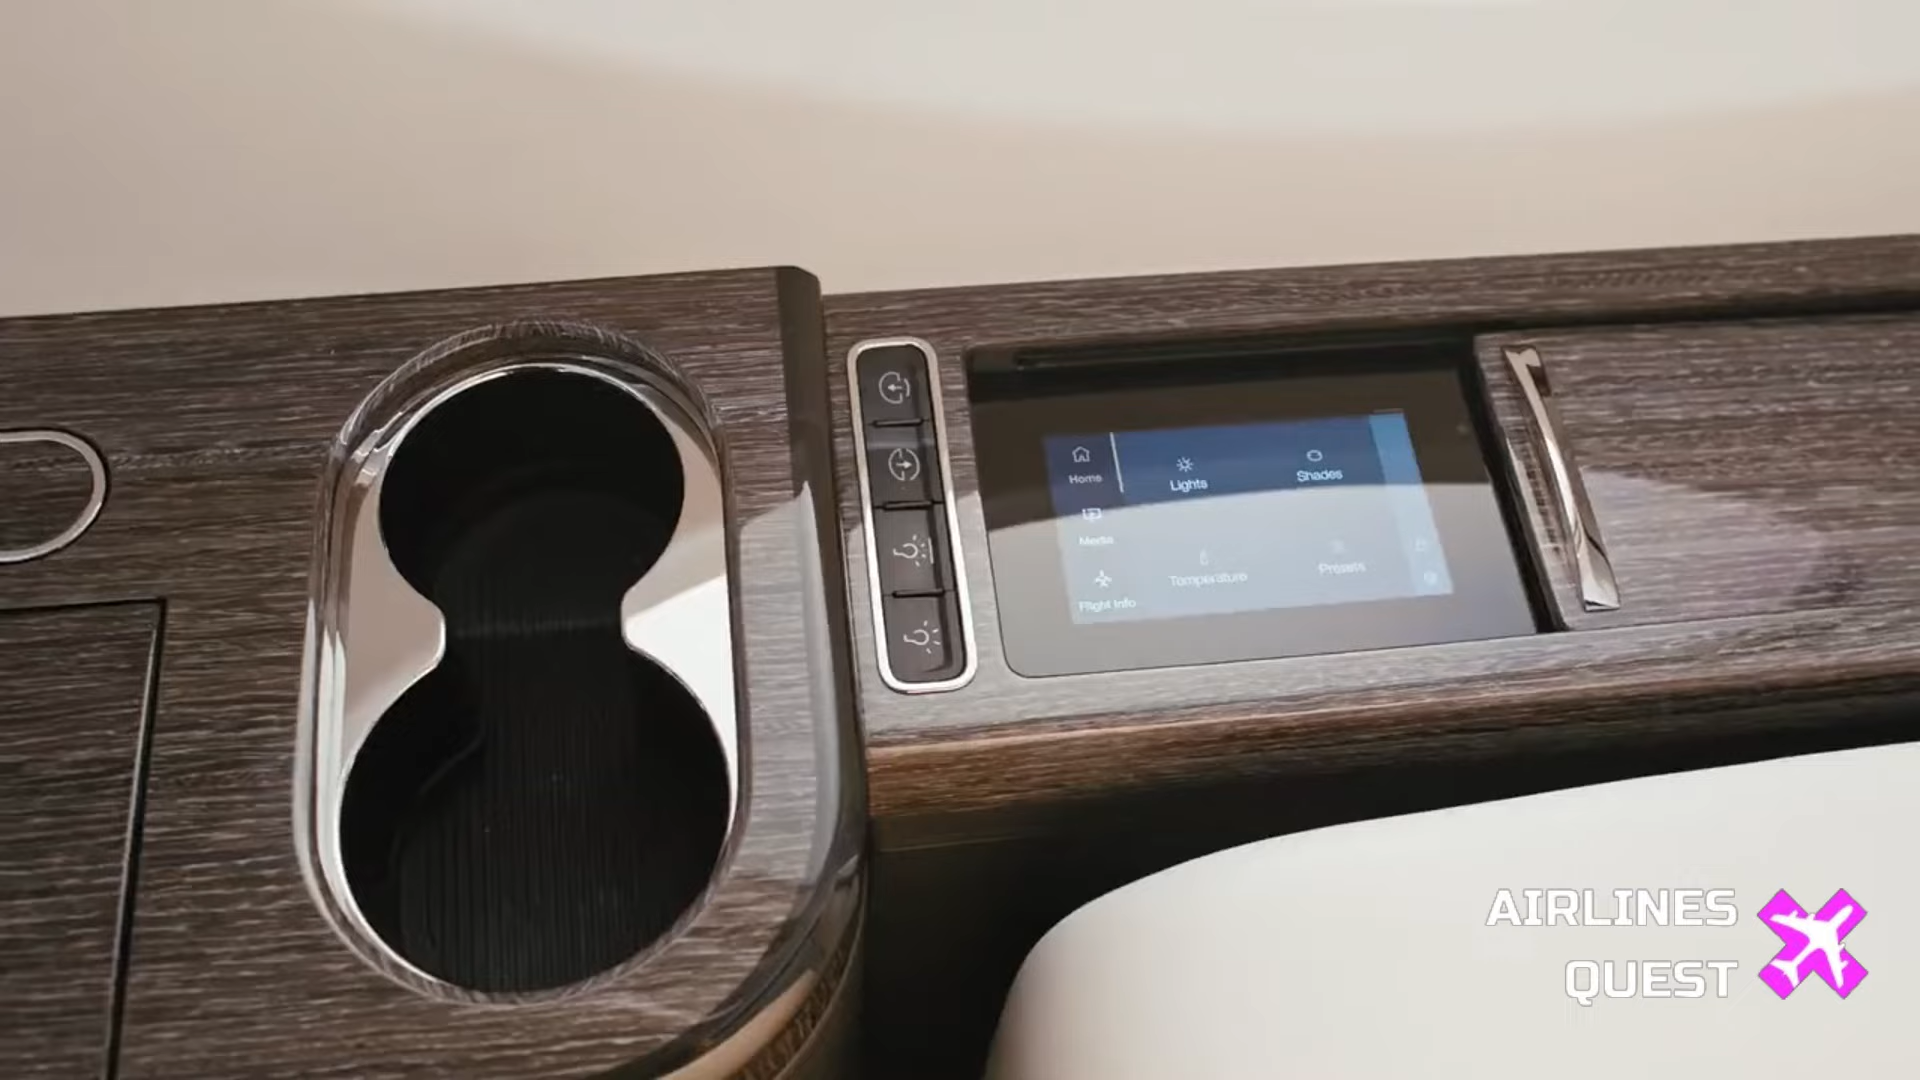 Home
Lights
Shades
Media
Temperature
Presets
Flight Info
AIRLINES
QUEST